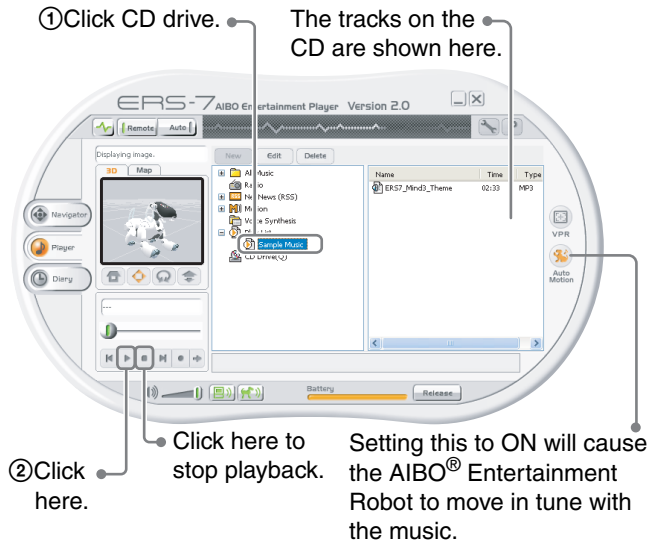 ①Click CD drive.
The tracks on the
CD are shown here.
ERS-7 AIBO Entertainment Player Version 2.0
Remote Auto
Displaying image.
3D Map
New Edit Delete
All Music
Radio
Net News (RSS)
Motion
Voice Synthesis
Play List
Sample Music
CD Drive(Q)
Name Time Type
ERS7_Mind3_Theme 02:33 MP3
Navigator
Player
Diary
VPR
Auto
Motion
---
Battery
Release
②Click
here.
Click here to
stop playback.
Setting this to ON will cause
the AIBO® Entertainment
Robot to move in tune with
the music.